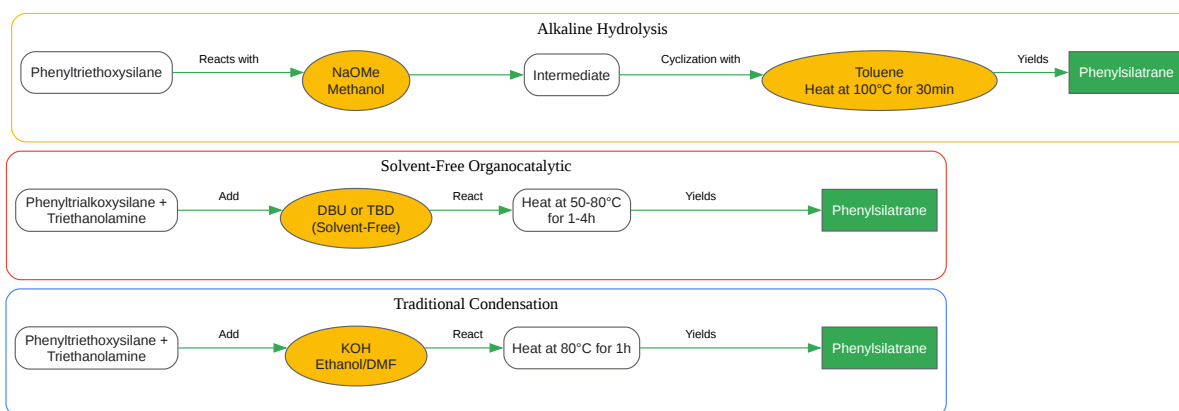 Alkaline Hydrolysis
Phenyltriethoxysilane
Reacts with
NaOMe
Methanol
Intermediate
Cyclization with
Toluene
Heat at 100°C for 30min
Yields
Phenylsilatrane
Solvent-Free Organocatalytic
Phenyltrialkoxysilane +
Triethanolamine
Add
DBU or TBD
(Solvent-Free)
React
Heat at 50-80°C
for 1-4h
Yields
Phenylsilatrane
Traditional Condensation
Phenyltriethoxysilane +
Triethanolamine
Add
KOH
Ethanol/DMF
React
Heat at 80°C for 1h
Yields
Phenylsilatrane